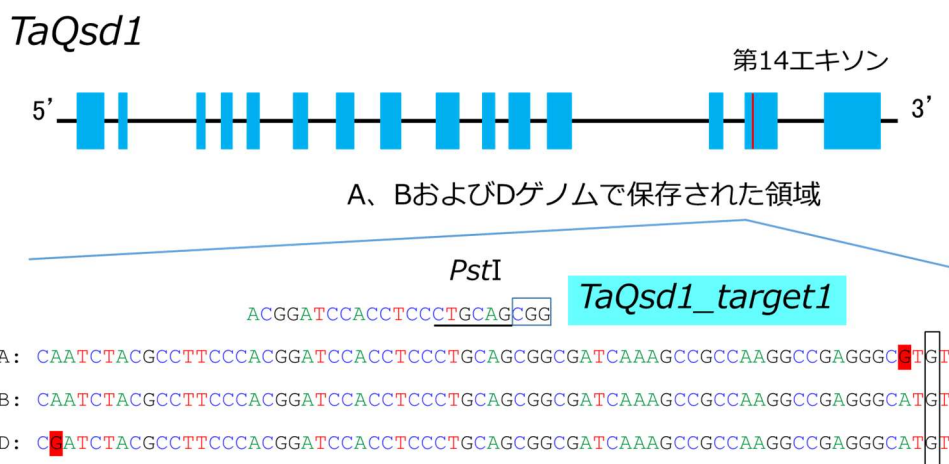 TaQsd1
第14エキソン
5’ 3’
A、BおよびDゲノムで保存された領域
PstI
ACGGATCCACCTCCCTGCAGCGG TaQsd1_target1
A: CAATCTACGCCTTCCCACGGATCCACCTCCCTGCAGCGGCGATCAAAGCCGCCAAGGCCGAGGGCGTGT
B: CAATCTACGCCTTCCCACGGATCCACCTCCCTGCAGCGGCGATCAAAGCCGCCAAGGCCGAGGGCATGT
D: CGATCTACGCCTTCCCACGGATCCACCTCCCTGCAGCGGCGATCAAAGCCGCCAAGGCCGAGGGCATGT